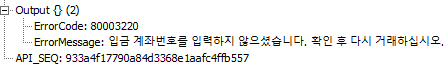 Output {} (2)
ErrorCode: 80003220
ErrorMessage: 입금 계좌번호를 입력하지 않으셨습니다. 확인 후 다시 거래하십시오.
API_SEQ: 933a4f17790a84d3368e1aafc4ffb557